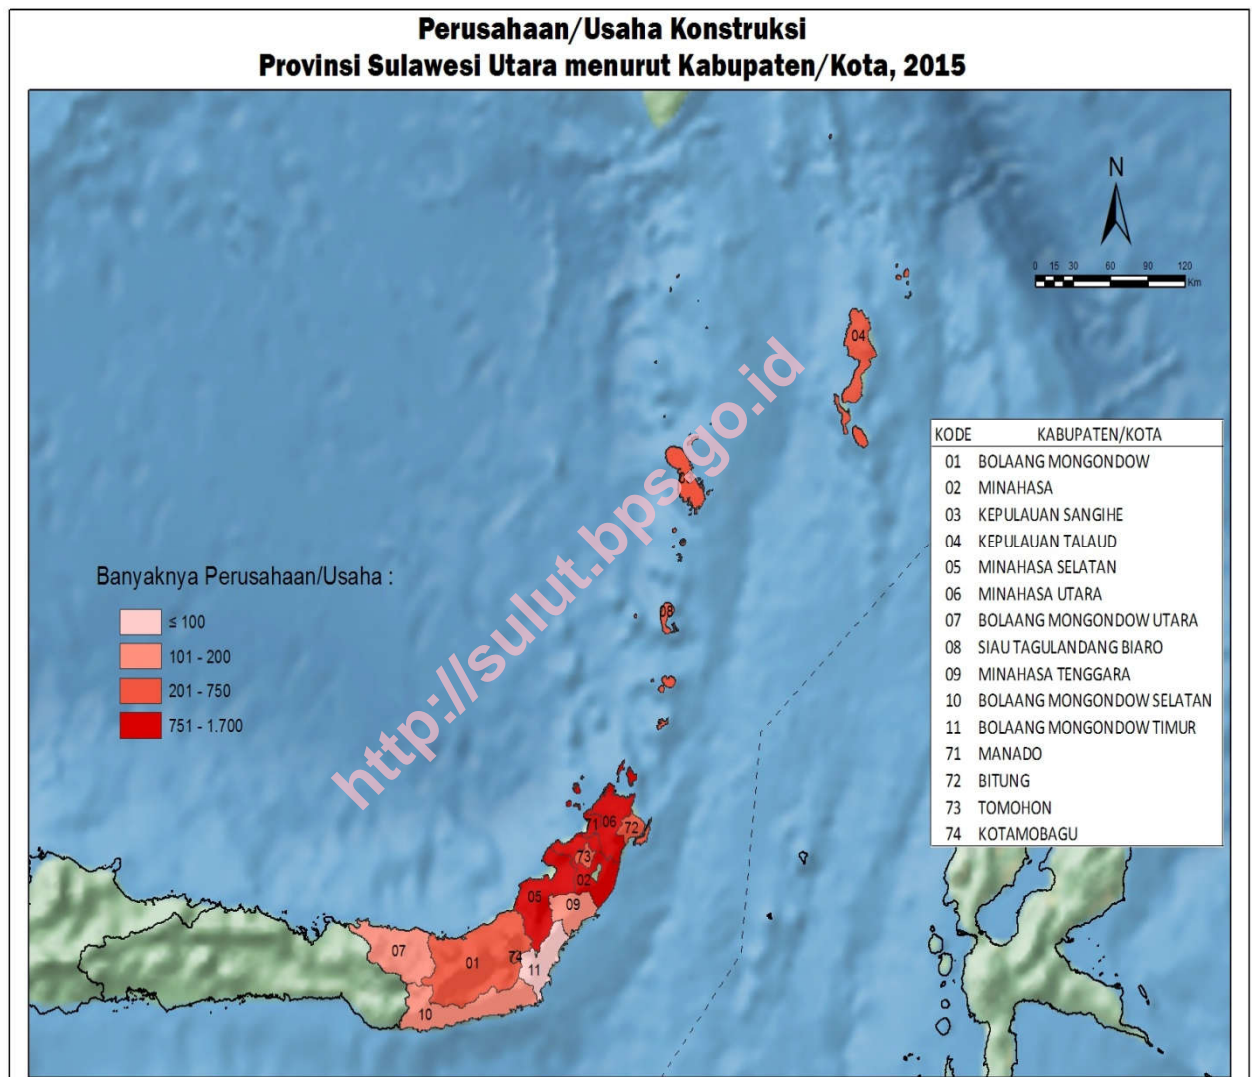 Perusahaan/Usaha Konstruksi
Provinsi Sulawesi Utara menurut Kabupaten/Kota, 2015
N
0 15 30 60 90 120
Km
04
KODE KABUPATEN/KOTA
01 BOLAANG MONGONDOW
02 MINAHASA
03 KEPULAUAN SANGIHE
04 KEPULAUAN TALAUD
05 MINAHASA SELATAN
06 MINAHASA UTARA
07 BOLAANG MONGONDOW UTARA
08 SIAU TAGULANDANG BIARO
09 MINAHASA TENGGARA
10 BOLAANG MONGONDOW SELATAN
11 BOLAANG MONGONDOW TIMUR
71 MANADO
72 BITUNG
73 TOMOHON
74 KOTAMOBAGU
http://sulut.bps.go.id
Banyaknya Perusahaan/Usaha :
≤ 100
101 - 200
201 - 750
751 - 1.700
08
71 06 72
73
02
05
09
74
07
01
11
10